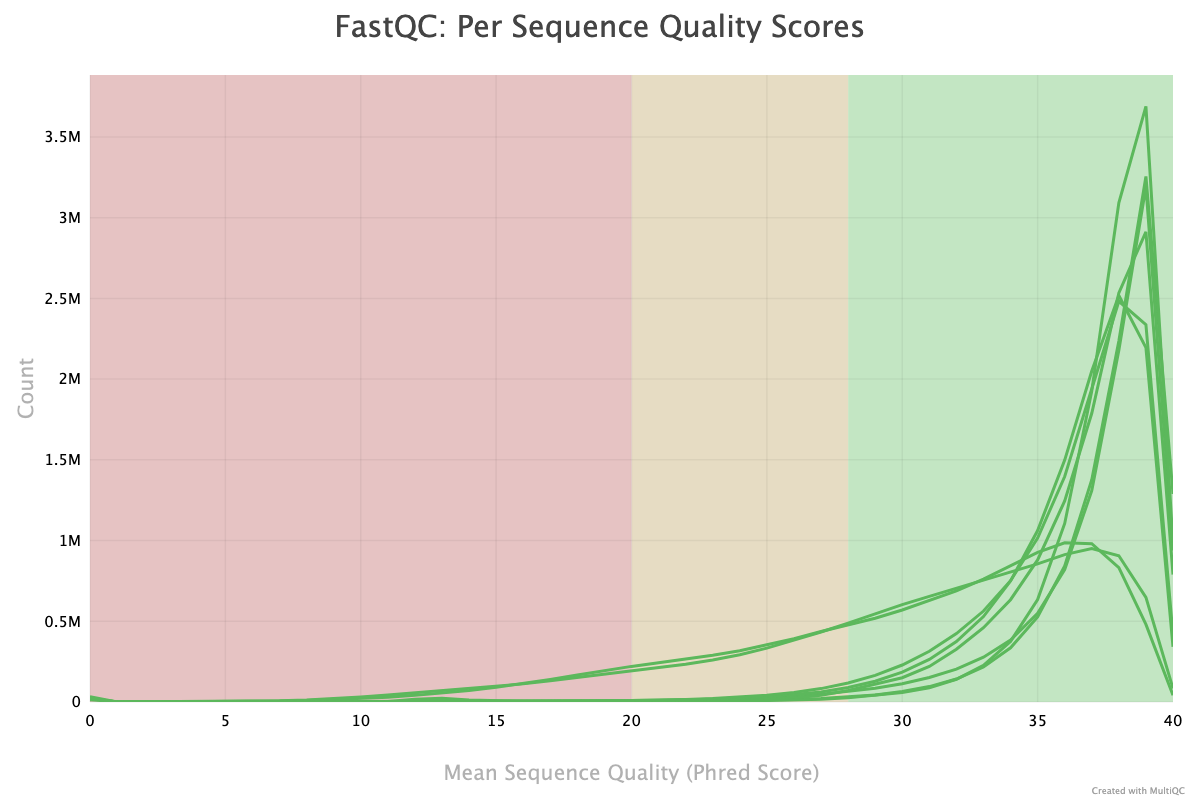 FastQC: Per Sequence Quality Scores
3.5M
3M
2.5M
2M
1.5M
1M
0.5M
0
Count
0 5 10 15 20 25 30 35 40
Mean Sequence Quality (Phred Score)
Created with MultiQC